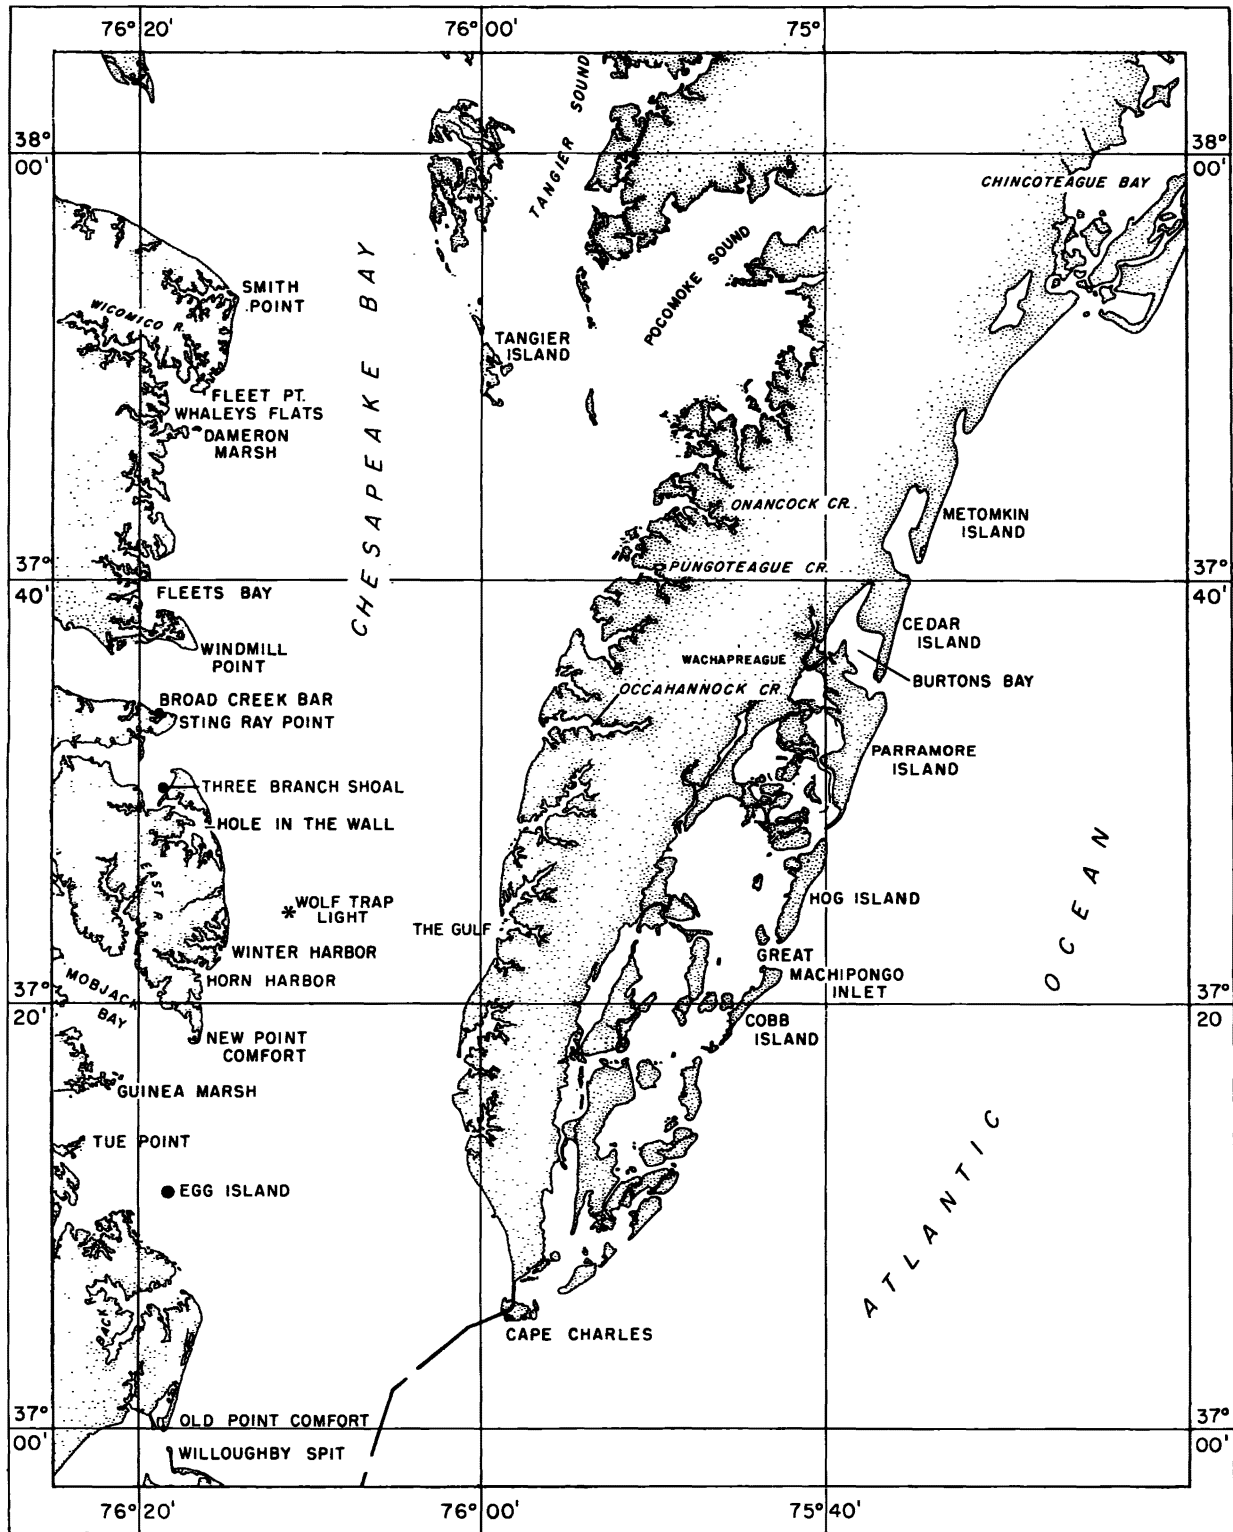 76°20'
76°00'
75°
TANGIER SOUND
38°
00'
38°
00'
CHINCOTEAGUE BAY
CHESAPEAKE BAY
POCOMOKE SOUND
SMITH
POINT
WICOMICO R.
TANGIER
ISLAND
FLEET PT.
WHALEYS FLATS
DAMERON
MARSH
ONANCOCK CR.
METOMKIN
ISLAND
PUNGOTEAGUE CR.
37°
40'
37°
40'
FLEETS BAY
CEDAR
ISLAND
WINDMILL
POINT
WACHAPREAGUE
BURTONS BAY
OCCAHANNOCK CR.
BROAD CREEK BAR
STING RAY POINT
PARRAMORE
ISLAND
THREE BRANCH SHOAL
HOLE IN THE WALL
EAST R.
WOLF TRAP
LIGHT
HOG ISLAND
THE GULF
WINTER HARBOR
GREAT
MACHIPONGO
INLET
HORN HARBOR
MOBJACK
BAY
37°
20'
37°
20
COBB
ISLAND
NEW POINT
COMFORT
GUINEA MARSH
TUE POINT
EGG ISLAND
ATLANTIC OCEAN
BACK R.
CAPE CHARLES
OLD POINT COMFORT
37°
00'
37°
00'
WILLOUGHBY SPIT
76°20'
76°00'
75°40'